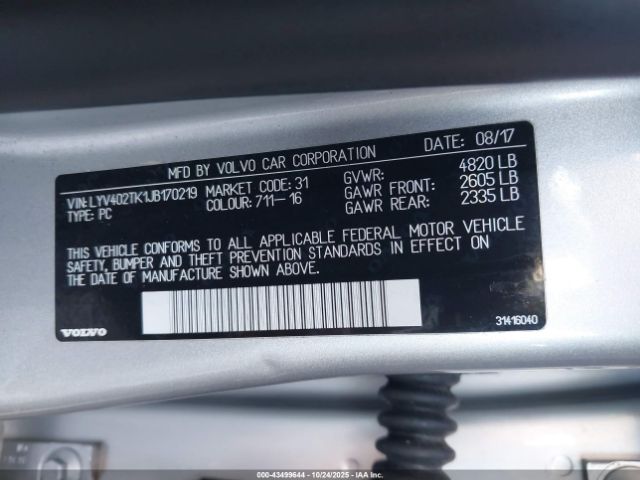 MFD BY VOLVO CAR CORPORATION DATE: 08/17
VIN: LYV402TK1JB170219 MARKET CODE: 31 GVWR: 4820 LB
TYPE: PC COLOUR: 711-16 GAWR FRONT: 2605 LB
GAWR REAR: 2335 LB
THIS VEHICLE CONFORMS TO ALL APPLICABLE FEDERAL MOTOR VEHICLE
SAFETY, BUMPER AND THEFT PREVENTION STANDARDS IN EFFECT ON
THE DATE OF MANUFACTURE SHOWN ABOVE.
VOLVO 31416040
000-43499644 - 10/24/2025 - IAA Inc.